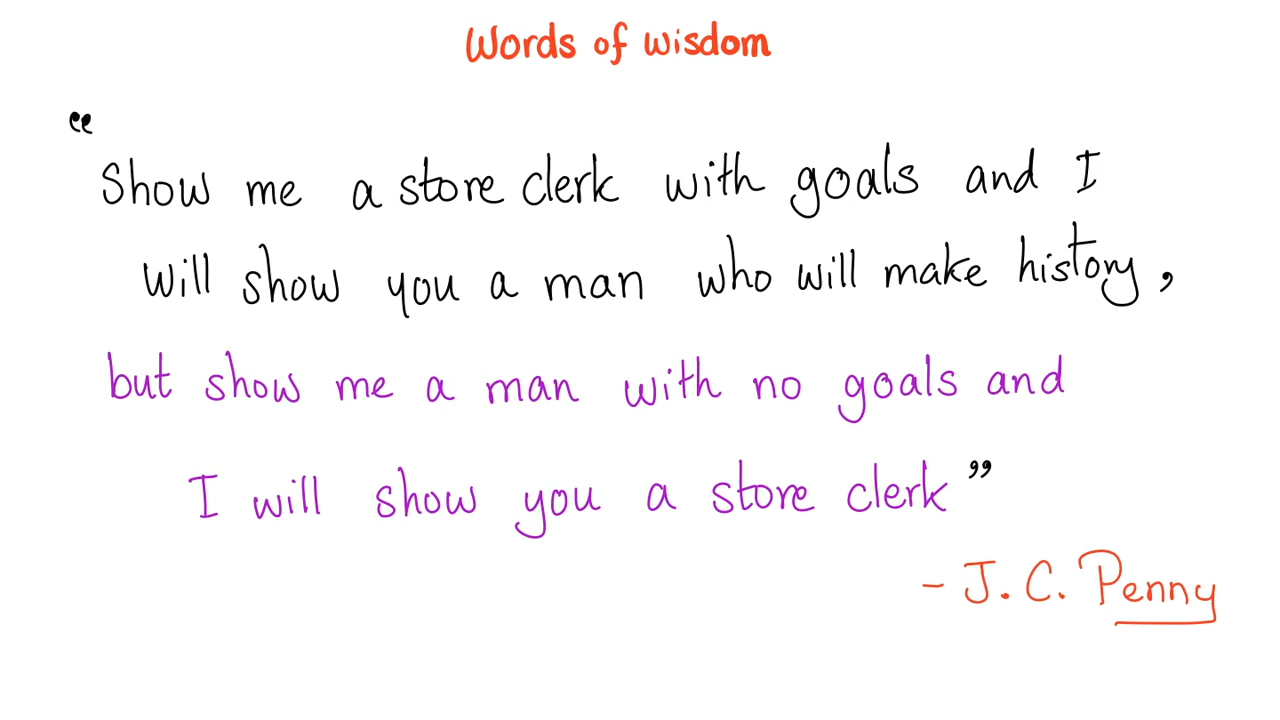 Words of wisdom
“
Show me a store clerk with goals and I
will show you a man who will make history,
but show me a man with no goals and
I will show you a store clerk”
- J. C. Penny